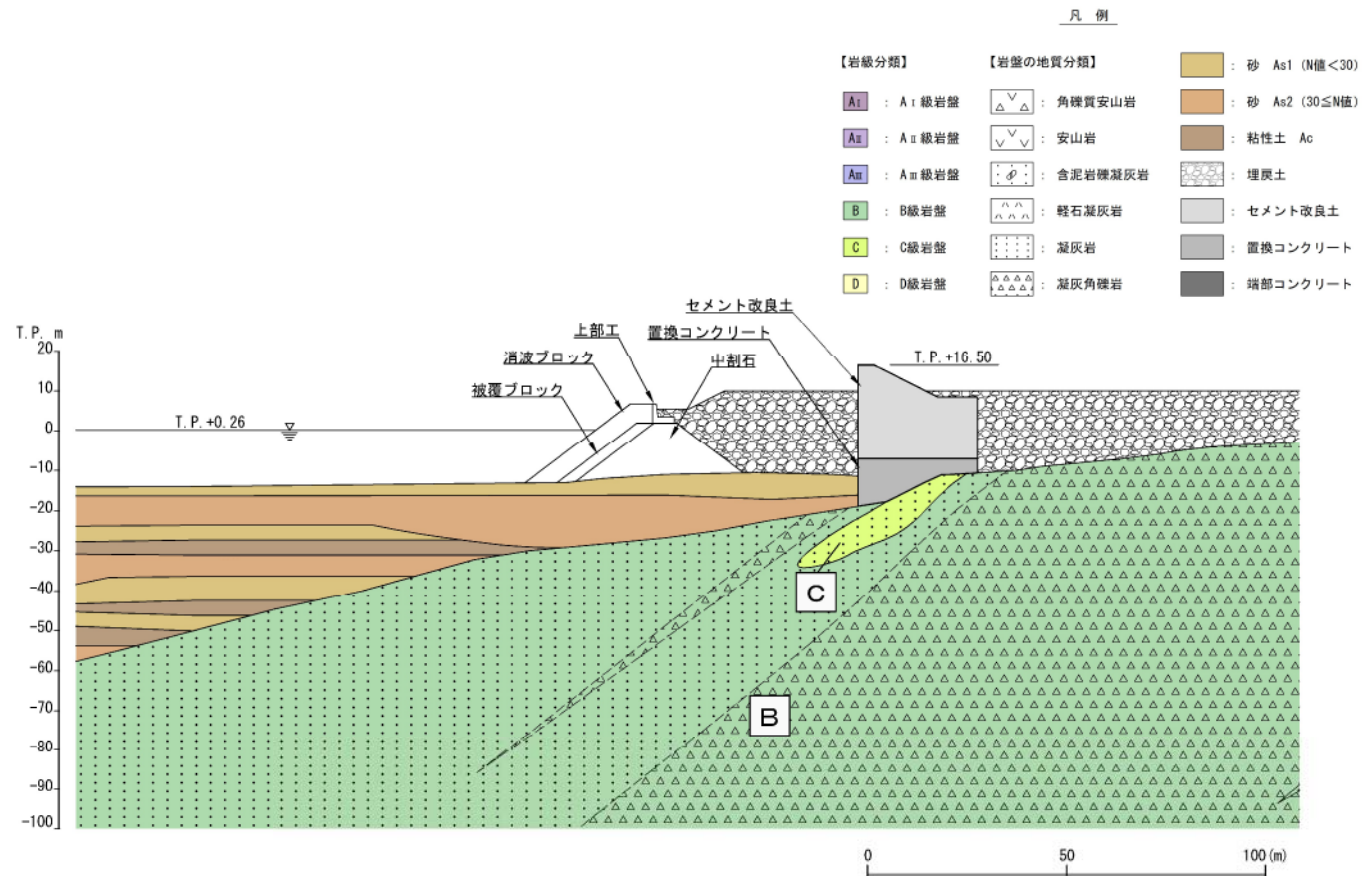 凡 例
【岩級分類】
AⅠ : AⅠ級岩盤
AⅡ : AⅡ級岩盤
AⅢ : AⅢ級岩盤
B : B級岩盤
C : C級岩盤
D : D級岩盤
【岩盤の地質分類】
: 角礫質安山岩
: 安山岩
: 含泥岩礫凝灰岩
: 軽石凝灰岩
: 凝灰岩
: 凝灰角礫岩
: 砂 As1 (N値<30)
: 砂 As2 (30≦N値)
: 粘性土 Ac
: 埋戻土
: セメント改良土
: 置換コンクリート
: 端部コンクリート
セメント改良土
置換コンクリート
上部工
中割石
消波ブロック
被覆ブロック
T.P.+16.50
T.P.+0.26
T.P. m
20
10
0
-10
-20
-30
-40
-50
-60
-70
-80
-90
-100
C
B
0 50 100(m)